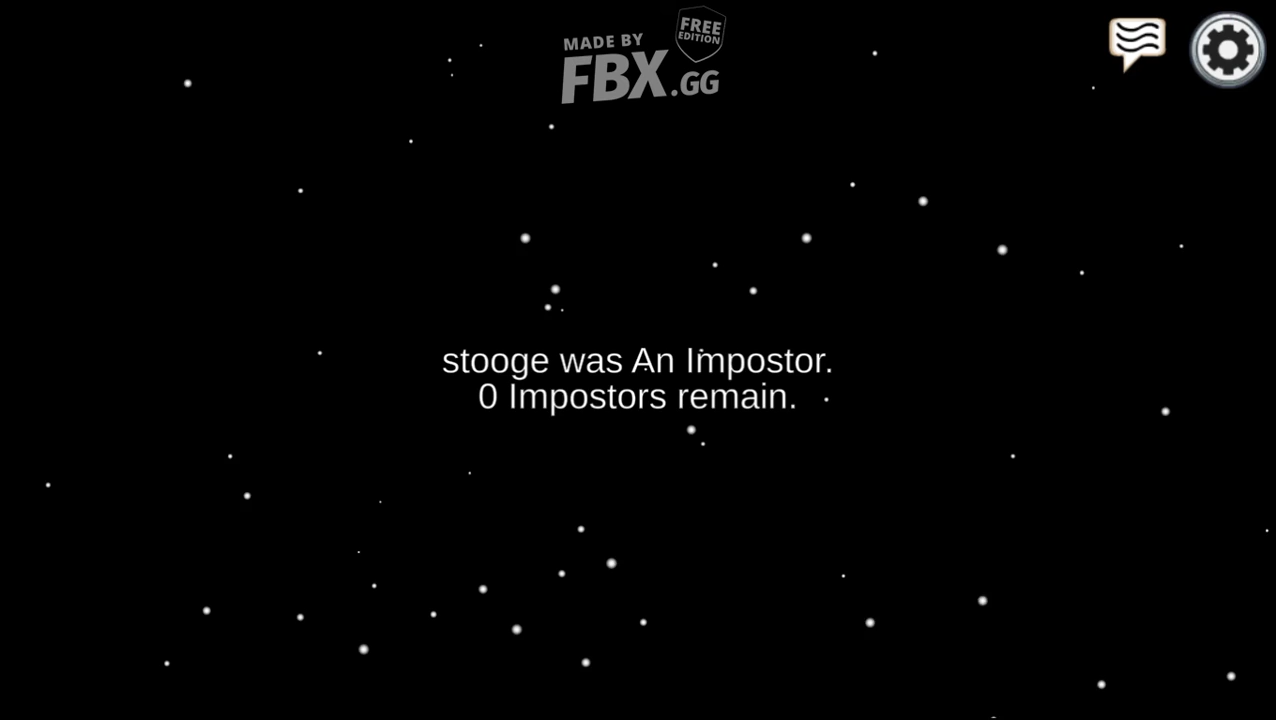 MADE BY
FREE
EDITION
FBX.GG
stooge was An Impostor.
0 Impostors remain.